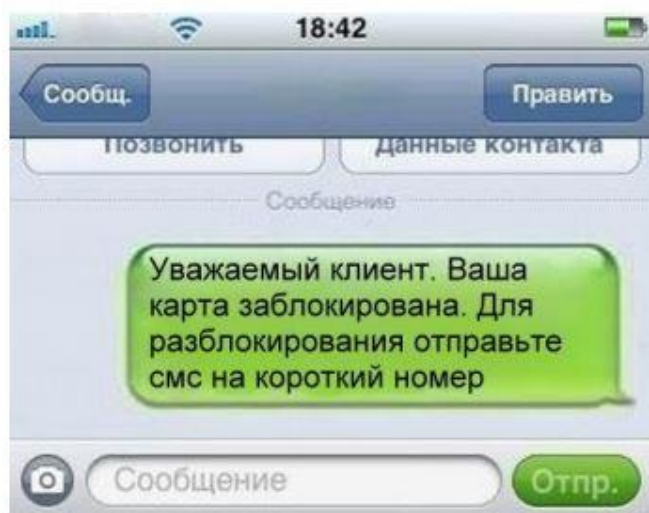 18:42
Сообщ.
Править
Позвонить
Данные контакта
Сообщение
Уважаемый клиент. Ваша
карта заблокирована. Для
разблокирования отправьте
смс на короткий номер
Сообщение
Отпр.